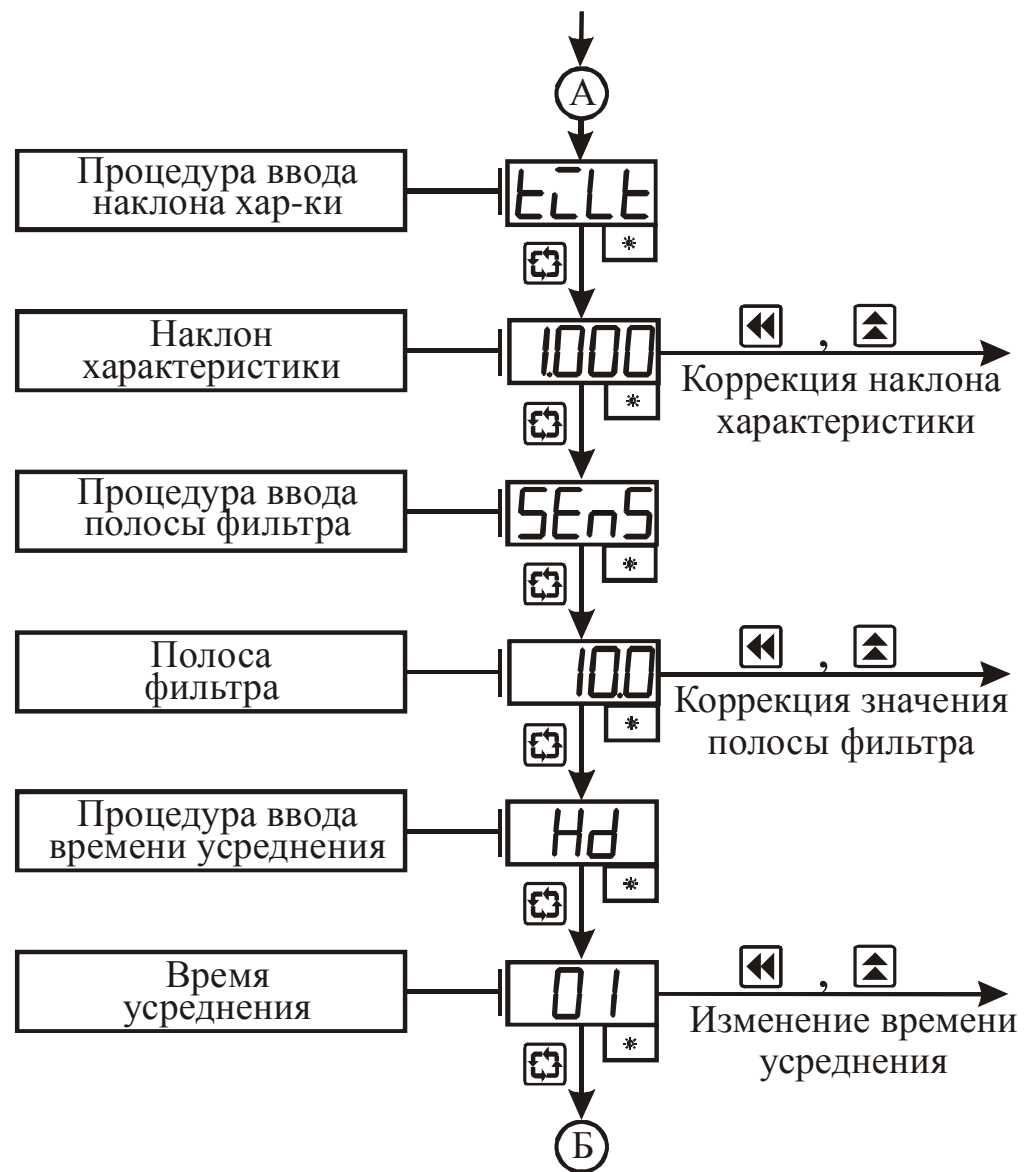 А
Процедура ввода
наклона хар-ки
tiLt
*
Наклон
характеристики
1.000
*
,
Коррекция наклона
характеристики
Процедура ввода
полосы фильтра
SEnS
*
Полоса
фильтра
10.0
*
,
Коррекция значения
полосы фильтра
Процедура ввода
времени усреднения
Hd
*
Время
усреднения
01
*
,
Изменение времени
усреднения
Б